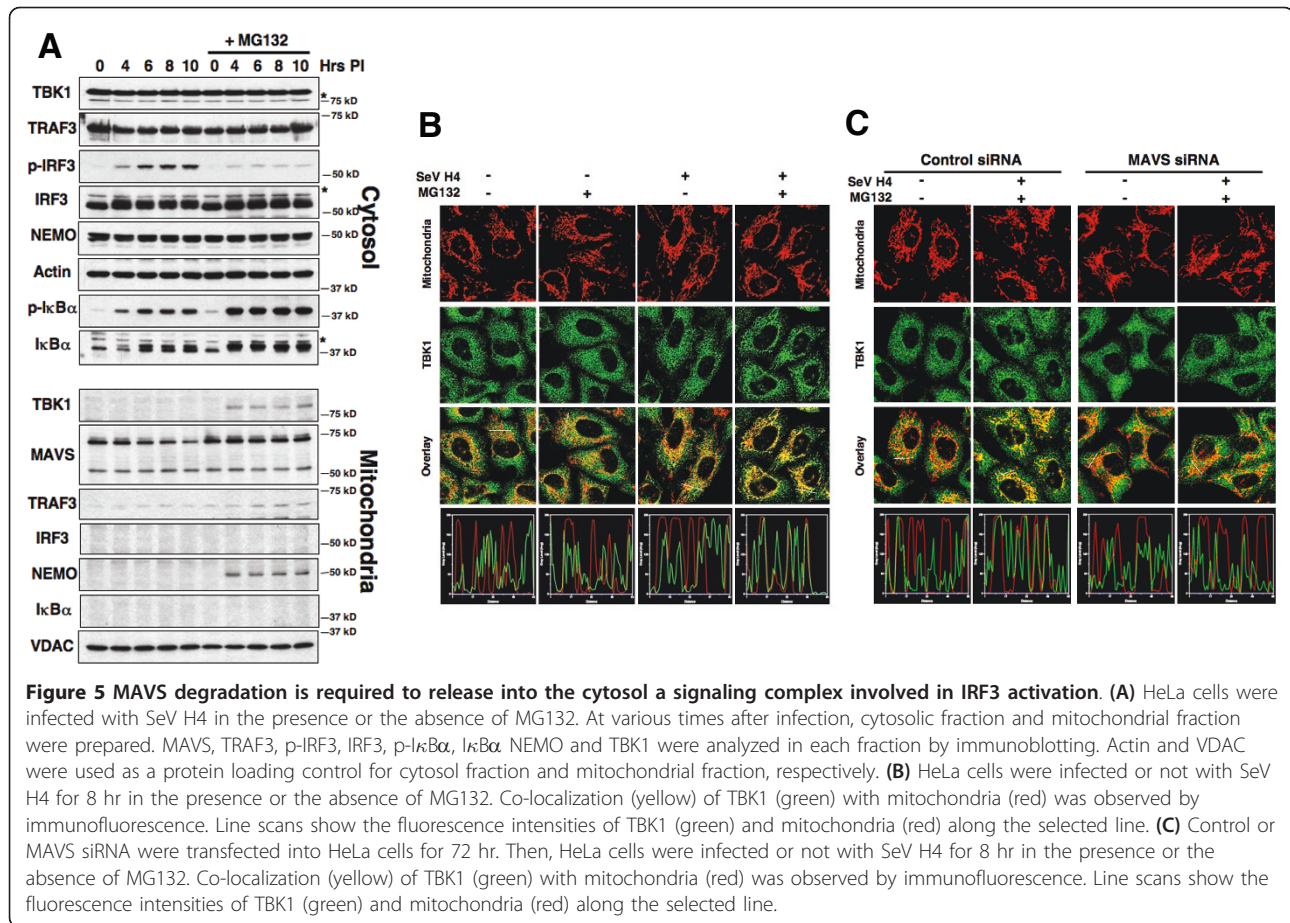 A
+ MG132
0 4 6 8 10 0 4 6 8 10 Hrs PI
TBK1
*
75 kD
75 kD
TRAF3
p-IRF3
50 kD
IRF3
*
50 kD
NEMO
50 kD
Actin
37 kD
p-IκBα
37 kD
IκBα
*
37 kD
Cytosol
TBK1
75 kD
MAVS
75 kD
50 kD
TRAF3
75 kD
IRF3
50 kD
NEMO
50 kD
IκBα
37 kD
VDAC
37 kD
Mitochondria
B
SeV H4 - - + +
MG132 - + - +
Mitochondria
TBK1
Overlay
Distance Distance Distance Distance
C
Control siRNA MAVS siRNA
SeV H4 - + - +
MG132 - + - +
Mitochondria
TBK1
Overlay
Distance Distance Distance Distance
Figure 5 MAVS degradation is required to release into the cytosol a signaling complex involved in IRF3 activation. (A) HeLa cells were
infected with SeV H4 in the presence or the absence of MG132. At various times after infection, cytosolic fraction and mitochondrial fraction
were prepared. MAVS, TRAF3, p-IRF3, IRF3, p-IκBα, IκBα NEMO and TBK1 were analyzed in each fraction by immunoblotting. Actin and VDAC
were used as a protein loading control for cytosol fraction and mitochondrial fraction, respectively. (B) HeLa cells were infected or not with SeV
H4 for 8 hr in the presence or the absence of MG132. Co-localization (yellow) of TBK1 (green) with mitochondria (red) was observed by
immunofluorescence. Line scans show the fluorescence intensities of TBK1 (green) and mitochondria (red) along the selected line. (C) Control or
MAVS siRNA were transfected into HeLa cells for 72 hr. Then, HeLa cells were infected or not with SeV H4 for 8 hr in the presence or the
absence of MG132. Co-localization (yellow) of TBK1 (green) with mitochondria (red) was observed by immunofluorescence. Line scans show the
fluorescence intensities of TBK1 (green) and mitochondria (red) along the selected line.